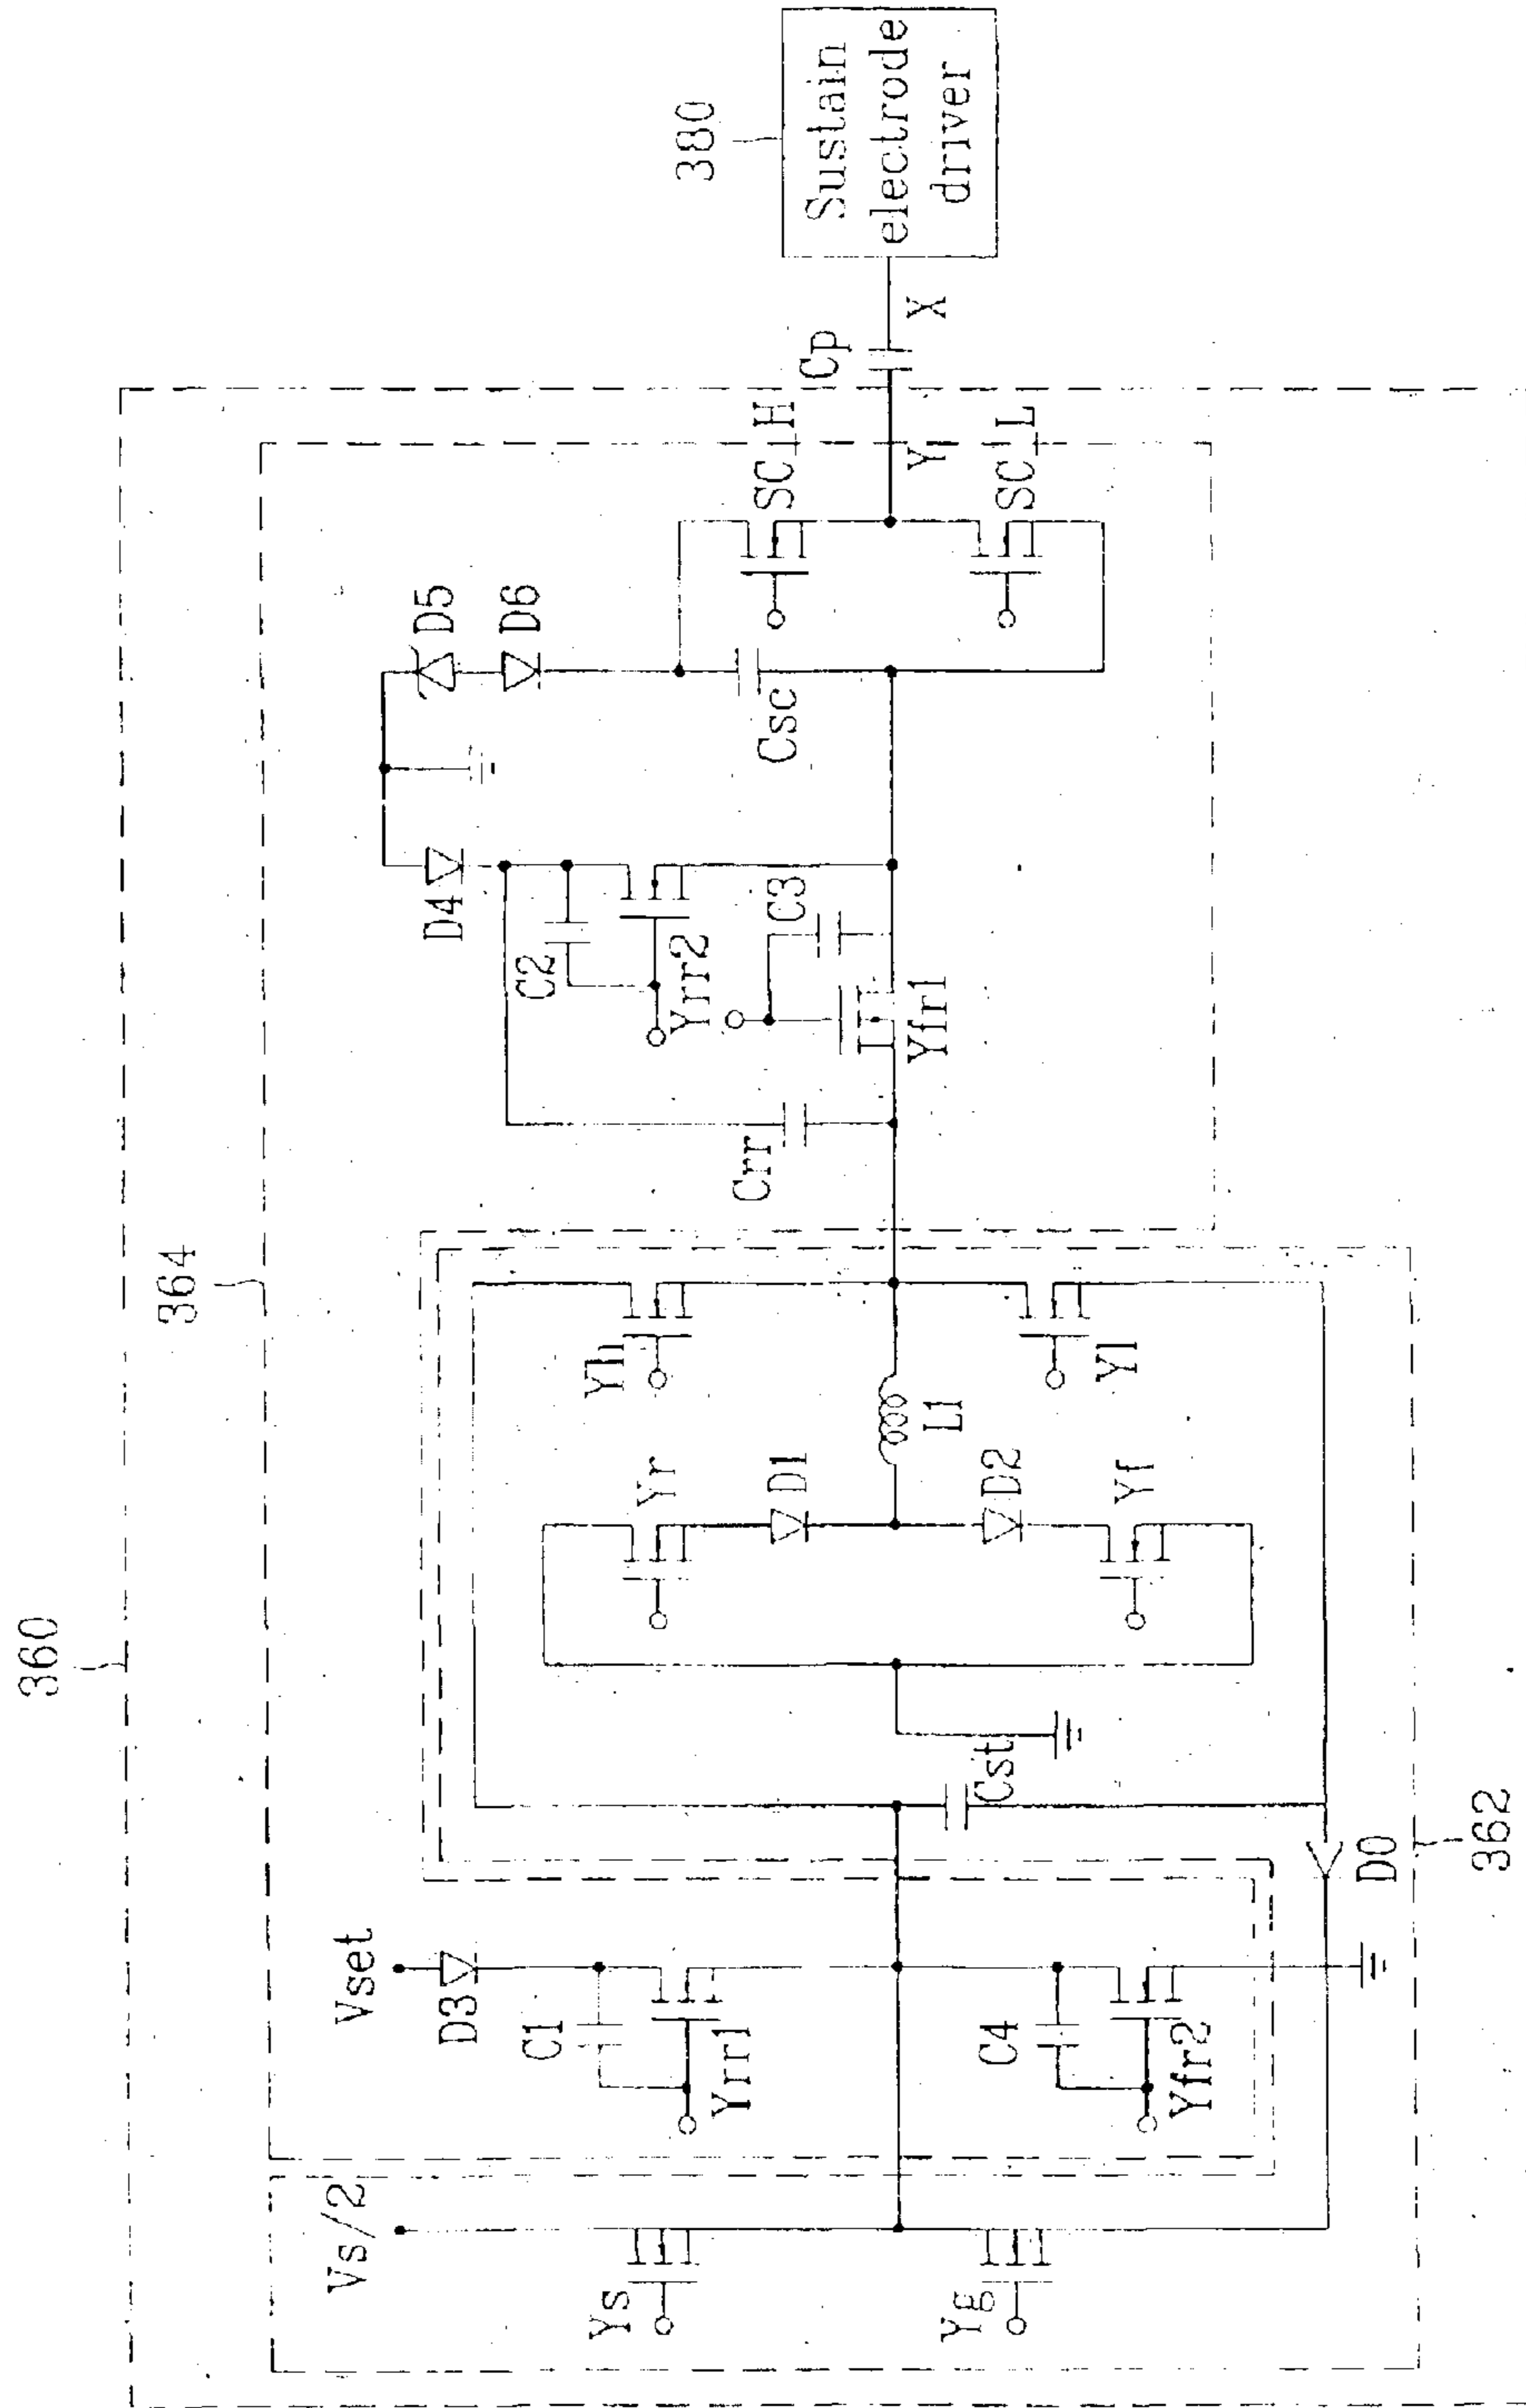 360
364
362
380
Sustain
electrode
driver
Vs/2
Ys
Yg
Vset
D3
C1
Yrr1
C4
Yfr2
D0
Cst
Yr
D1
D2
Yf
L1
Yh
Yl
Crr
D4
C2
Yrr2
C3
Yfr1
D5
D6
Csc
SC_H
SC_L
Y
Cp
X